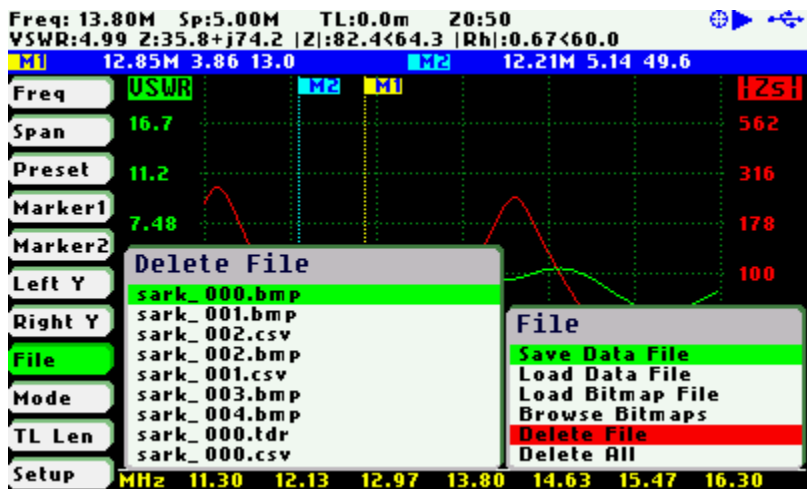 Freq: 13.80M Sp:5.00M TL:0.0m Z0:50
VSWR:4.99 Z:35.8+j74.2 |Z|:82.4<64.3 |Rh|:0.67<60.0
M1 12.85M 3.86 13.0 M2 12.21M 5.14 49.6
Freq
Span
Preset
Marker1
Marker2
Left Y
Right Y
File
Mode
TL Len
Setup
VSWR M2 M1 |Zs|
16.7 562
11.2 316
7.48 178
100
Delete File
sark_000.bmp
sark_001.bmp
sark_002.csv
sark_002.bmp
sark_001.csv
sark_003.bmp
sark_004.bmp
sark_000.tdr
sark_000.csv
File
Save Data File
Load Data File
Load Bitmap File
Browse Bitmaps
Delete File
Delete All
MHz 11.30 12.13 12.97 13.80 14.63 15.47 16.30